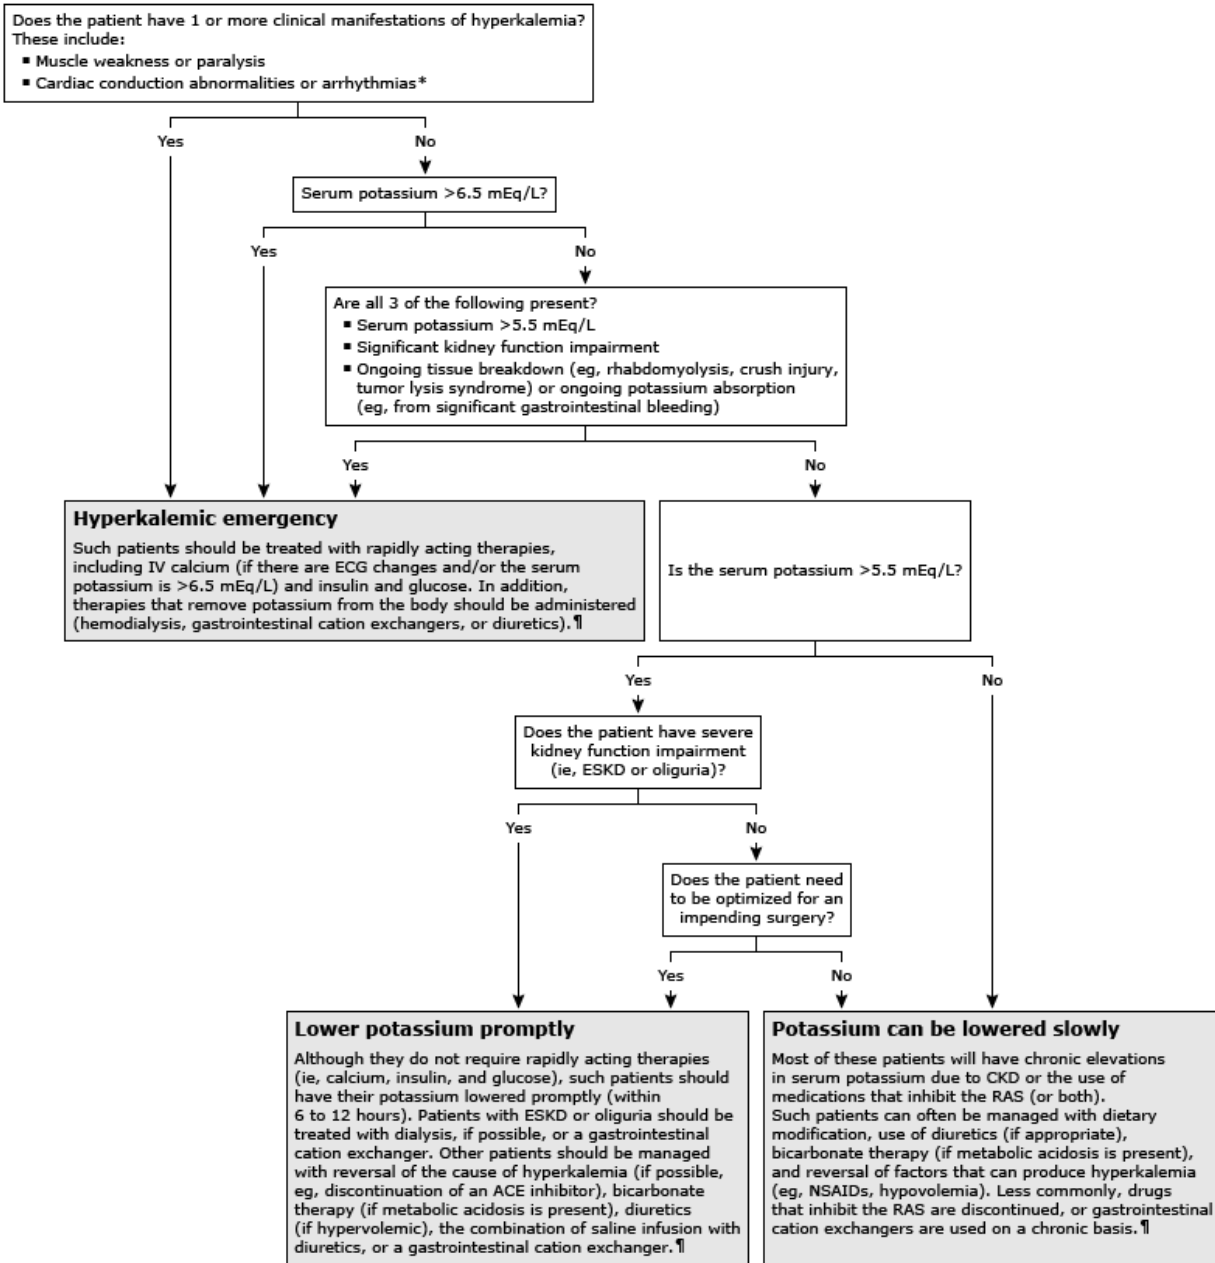 Does the patient have 1 or more clinical manifestations of hyperkalemia?
These include:
▪ Muscle weakness or paralysis
▪ Cardiac conduction abnormalities or arrhythmias*
Yes
No
Serum potassium >6.5 mEq/L?
Yes
No
Are all 3 of the following present?
▪ Serum potassium >5.5 mEq/L
▪ Significant kidney function impairment
▪ Ongoing tissue breakdown (eg, rhabdomyolysis, crush injury,
tumor lysis syndrome) or ongoing potassium absorption
(eg, from significant gastrointestinal bleeding)
Yes
No
Hyperkalemic emergency
Such patients should be treated with rapidly acting therapies,
including IV calcium (if there are ECG changes and/or the serum
potassium is >6.5 mEq/L) and insulin and glucose. In addition,
therapies that remove potassium from the body should be administered
(hemodialysis, gastrointestinal cation exchangers, or diuretics).¶
Is the serum potassium >5.5 mEq/L?
Yes
No
Does the patient have severe
kidney function impairment
(ie, ESKD or oliguria)?
Yes
No
Does the patient need
to be optimized for an
impending surgery?
Yes
No
Lower potassium promptly
Although they do not require rapidly acting therapies
(ie, calcium, insulin, and glucose), such patients should
have their potassium lowered promptly (within
6 to 12 hours). Patients with ESKD or oliguria should be
treated with dialysis, if possible, or a gastrointestinal
cation exchanger. Other patients should be managed
with reversal of the cause of hyperkalemia (if possible,
eg, discontinuation of an ACE inhibitor), bicarbonate
therapy (if metabolic acidosis is present), diuretics
(if hypervolemic), the combination of saline infusion with
diuretics, or a gastrointestinal cation exchanger.¶
Potassium can be lowered slowly
Most of these patients will have chronic elevations
in serum potassium due to CKD or the use of
medications that inhibit the RAS (or both).
Such patients can often be managed with dietary
modification, use of diuretics (if appropriate),
bicarbonate therapy (if metabolic acidosis is present),
and reversal of factors that can produce hyperkalemia
(eg, NSAIDs, hypovolemia). Less commonly, drugs
that inhibit the RAS are discontinued, or gastrointestinal
cation exchangers are used on a chronic basis.¶